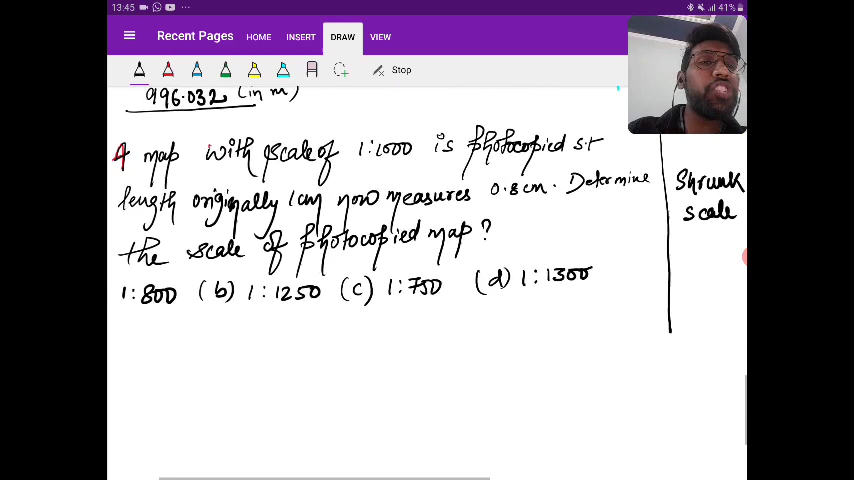 13:45
41%
Recent Pages HOME INSERT DRAW VIEW
Stop
996.032 (in m)
A map with scale of 1:1000 is photocopied s.t
length originally 1cm now measures 0.8cm. Determine
the scale of photocopied map?
1:800 (b) 1:1250 (c) 1:750 (d) 1:1300
Shrunk
scale